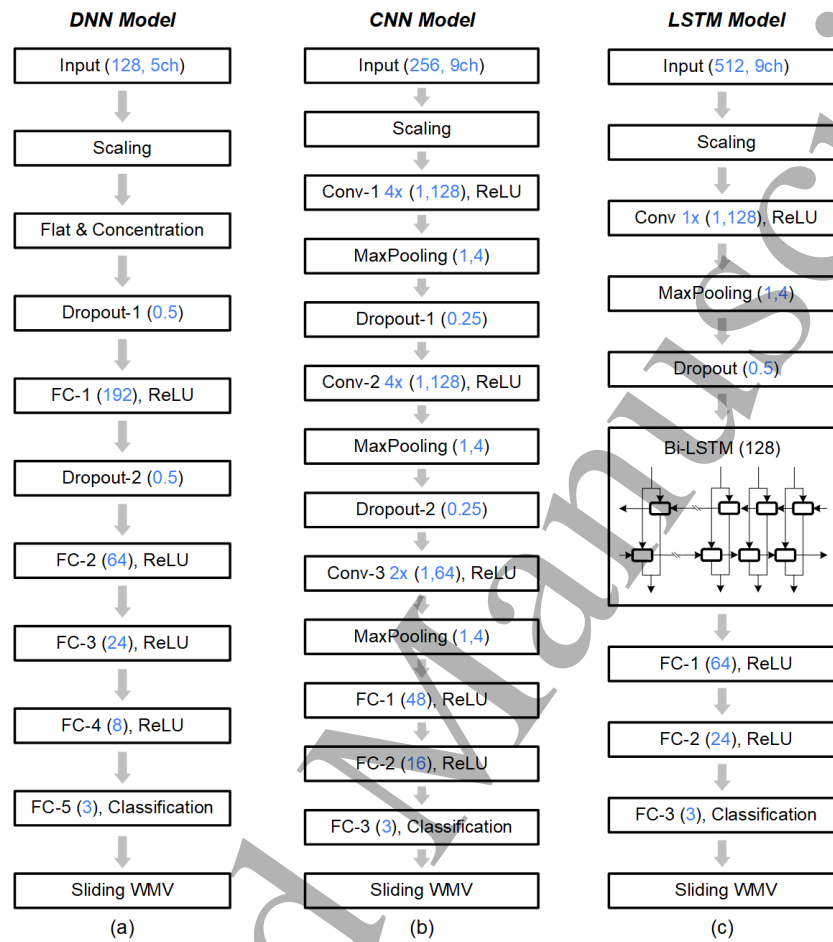 DNN Model
Input (128, 5ch)
Scaling
Flat & Concentration
Dropout-1 (0.5)
FC-1 (192), ReLU
Dropout-2 (0.5)
FC-2 (64), ReLU
FC-3 (24), ReLU
FC-4 (8), ReLU
FC-5 (3), Classification
Sliding WMV
(a)
CNN Model
Input (256, 9ch)
Scaling
Conv-1 4x (1,128), ReLU
MaxPooling (1,4)
Dropout-1 (0.25)
Conv-2 4x (1,128), ReLU
MaxPooling (1,4)
Dropout-2 (0.25)
Conv-3 2x (1,64), ReLU
MaxPooling (1,4)
FC-1 (48), ReLU
FC-2 (16), ReLU
FC-3 (3), Classification
Sliding WMV
(b)
LSTM Model
Input (512, 9ch)
Scaling
Conv 1x (1,128), ReLU
MaxPooling (1,4)
Dropout (0.5)
Bi-LSTM (128)
FC-1 (64), ReLU
FC-2 (24), ReLU
FC-3 (3), Classification
Sliding WMV
(c)
d Manusci